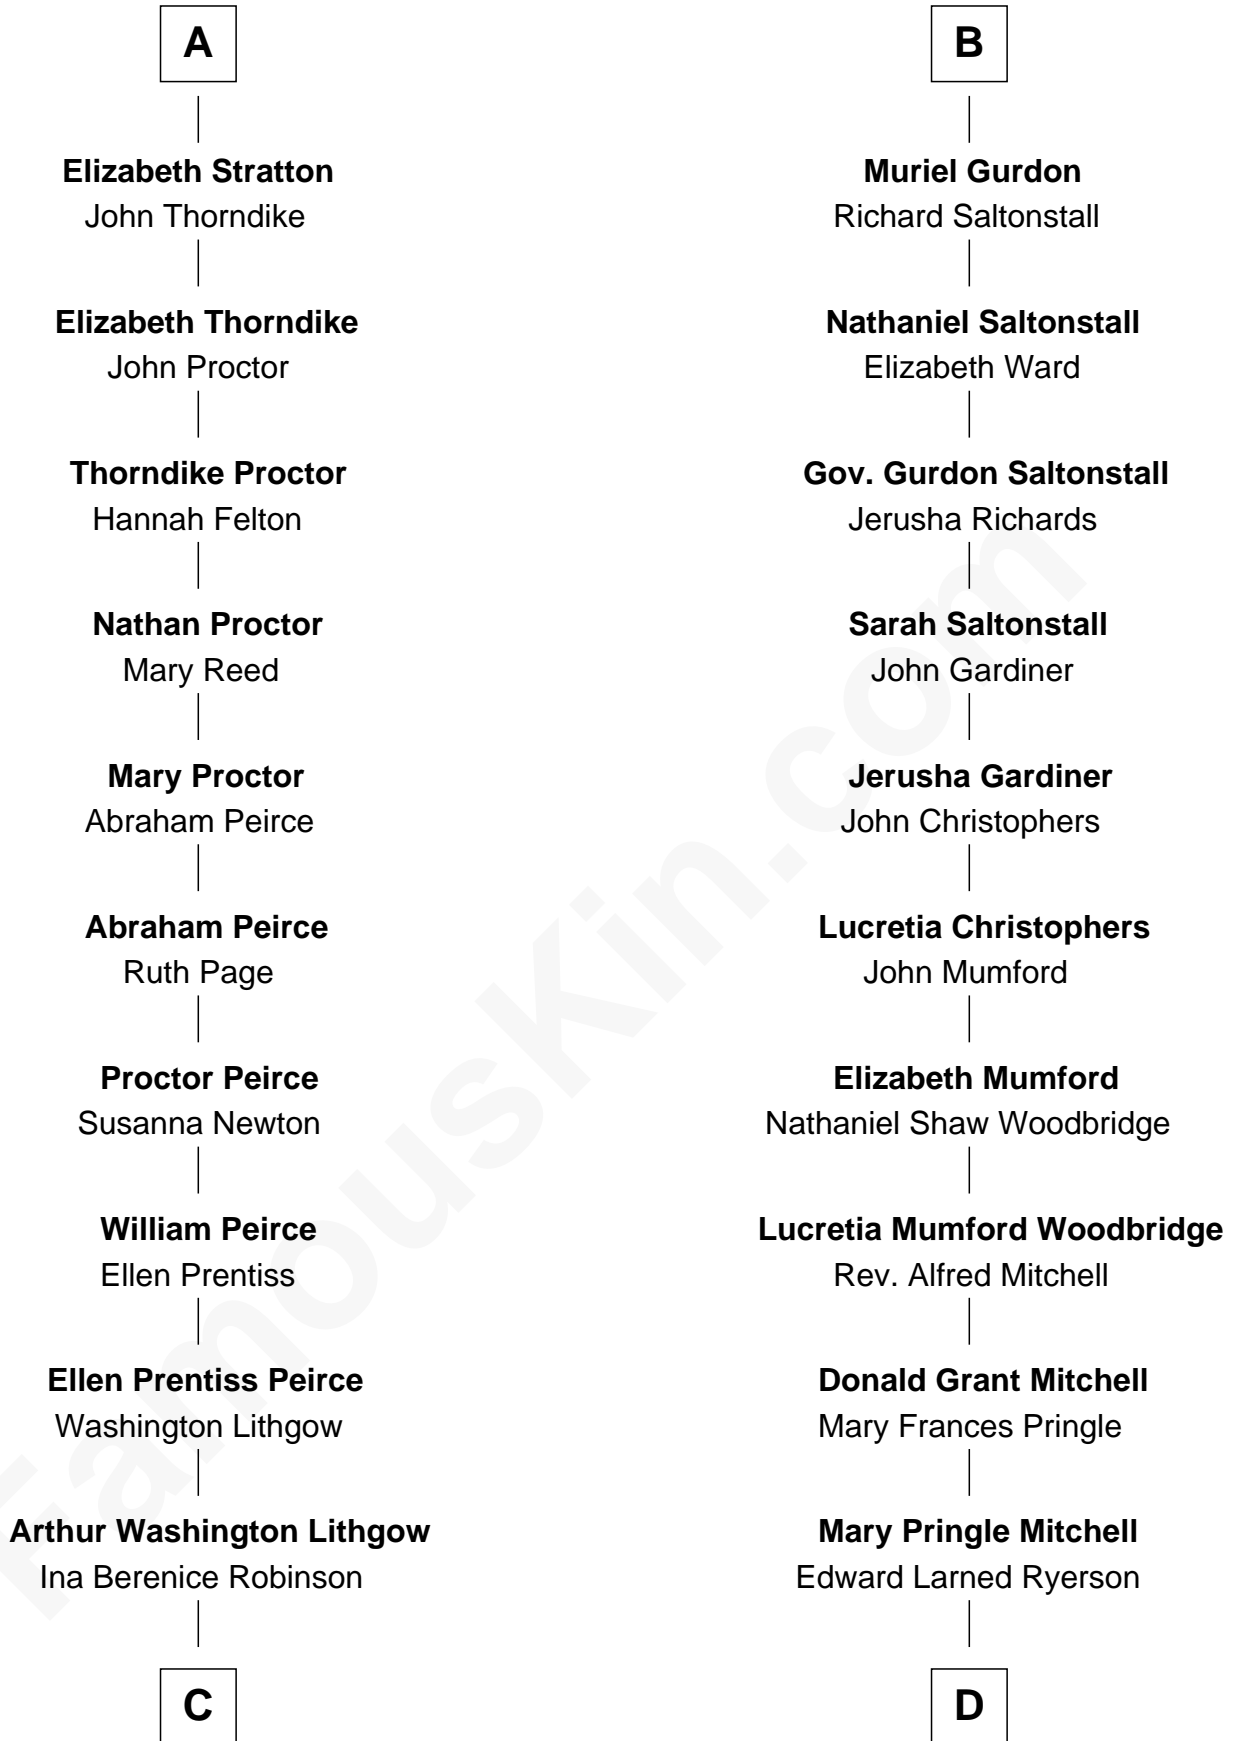 A
Elizabeth Stratton
John Thorndike
Elizabeth Thorndike
John Proctor
Thorndike Proctor
Hannah Felton
Nathan Proctor
Mary Reed
Mary Proctor
Abraham Peirce
Abraham Peirce
Ruth Page
Proctor Peirce
Susanna Newton
William Peirce
Ellen Prentiss
Ellen Prentiss Peirce
Washington Lithgow
Arthur Washington Lithgow
Ina Berenice Robinson
C
B
Muriel Gurdon
Richard Saltonstall
Nathaniel Saltonstall
Elizabeth Ward
Gov. Gurdon Saltonstall
Jerusha Richards
Sarah Saltonstall
John Gardiner
Jerusha Gardiner
John Christophers
Lucretia Christophers
John Mumford
Elizabeth Mumford
Nathaniel Shaw Woodbridge
Lucretia Mumford Woodbridge
Rev. Alfred Mitchell
Donald Grant Mitchell
Mary Frances Pringle
Mary Pringle Mitchell
Edward Larned Ryerson
D
FamousKin.com